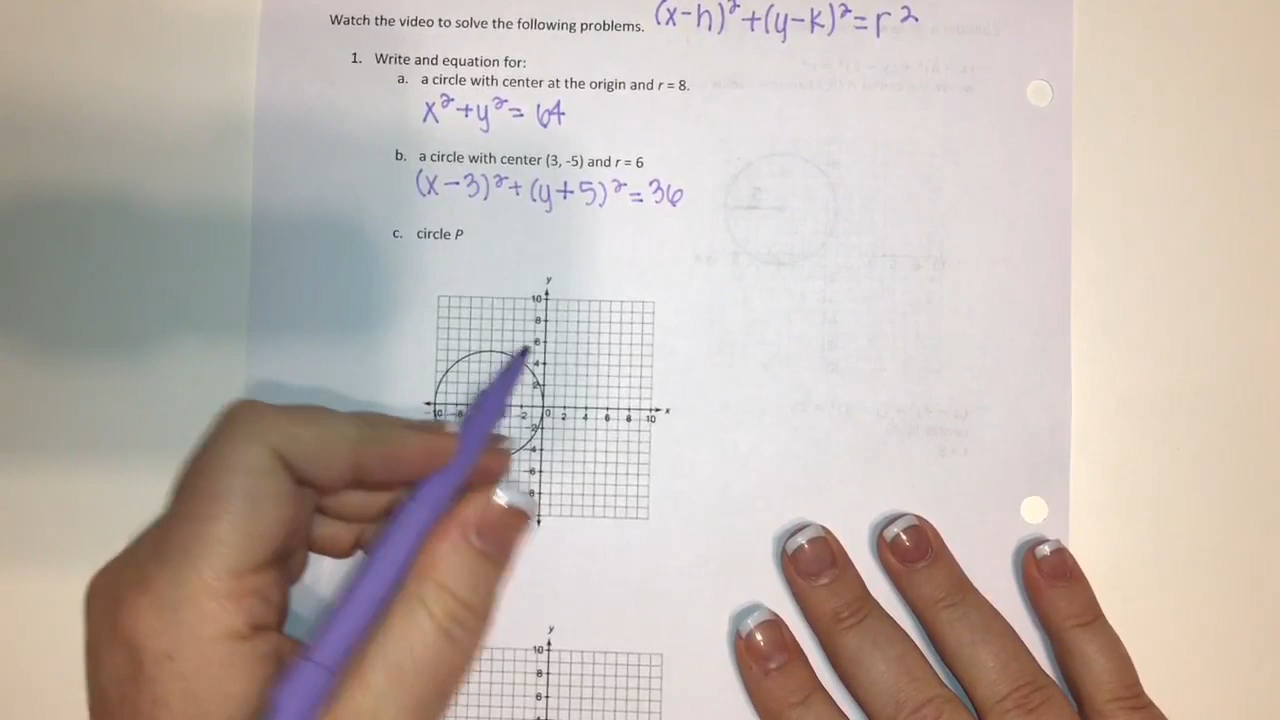 Watch the video to solve the following problems. (x-h)²+(y-k)²=r²
1. Write and equation for:
a. a circle with center at the origin and r = 8.
x²+y²=64
b. a circle with center (3, -5) and r = 6
(x-3)²+(y+5)²=36
c. circle P
y
10
8
6
4
2
-10 -8 -2 0 2 4 6 8 10 x
-2
-4
-6
8
y
10
8
6